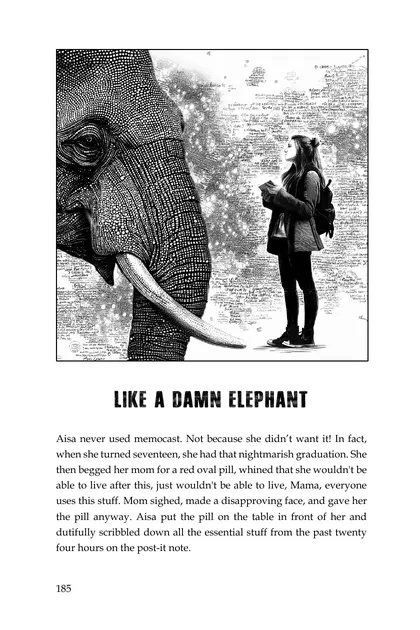 LIKE A DAMN ELEPHANT
Aisa never used memocast. Not because she didn’t want it! In fact,
when she turned seventeen, she had that nightmarish graduation. She
then begged her mom for a red oval pill, whined that she wouldn't be
able to live after this, just wouldn't be able to live, Mama, everyone
uses this stuff. Mom sighed, made a disapproving face, and gave her
the pill anyway. Aisa put the pill on the table in front of her and
dutifully scribbled down all the essential stuff from the past twenty
four hours on the post-it note.
185